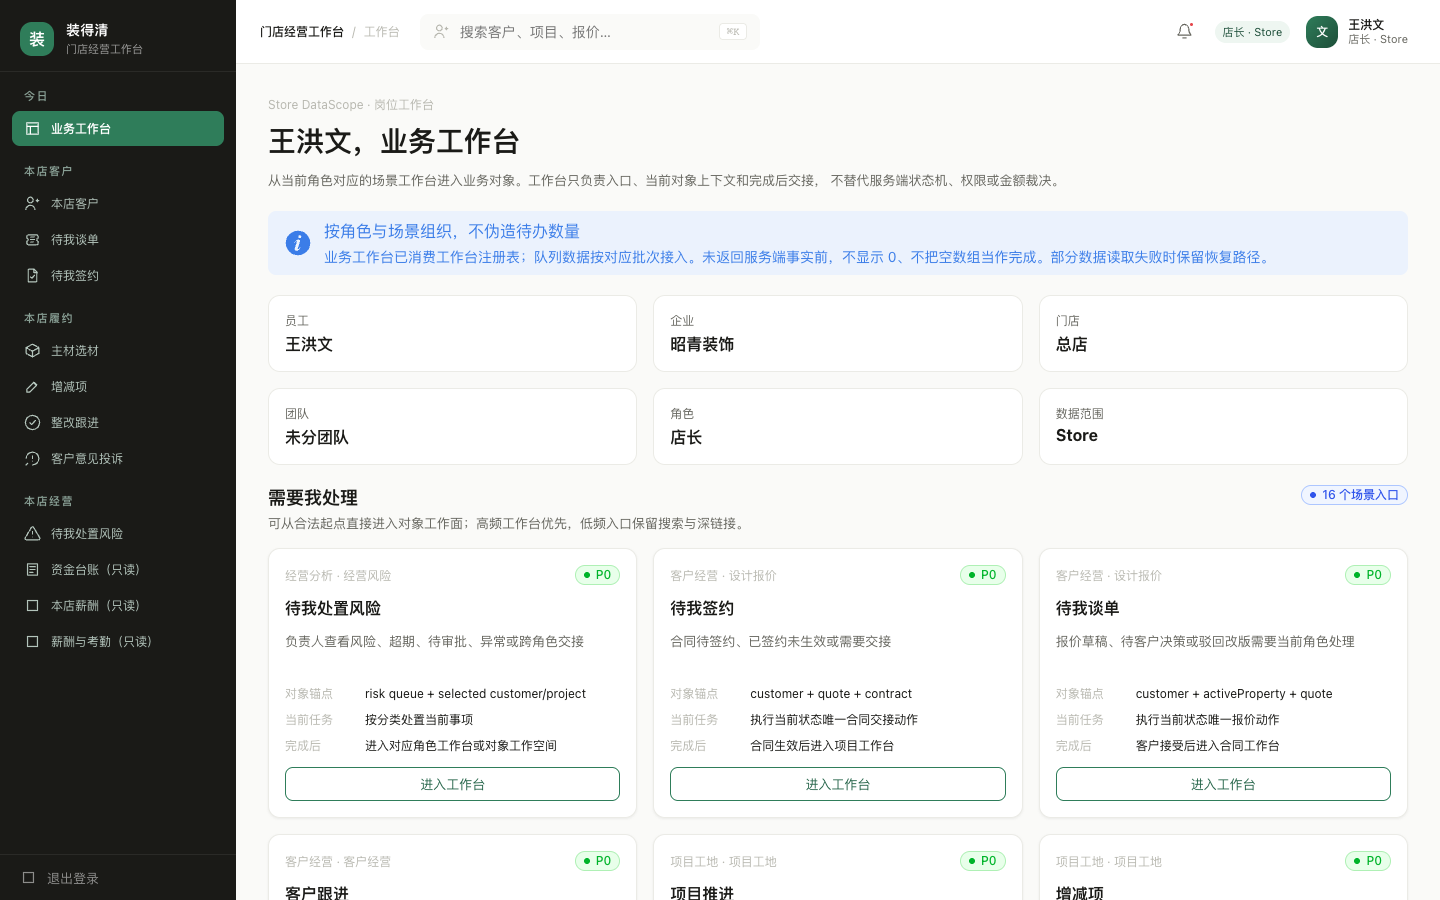 装
装得清
门店经营工作台
今日
业务工作台
本店客户
本店客户
待我谈单
待我签约
本店履约
主材选材
增减项
整改跟进
客户意见投诉
本店经营
待我处置风险
资金台账（只读）
本店薪酬（只读）
薪酬与考勤（只读）
退出登录
门店经营工作台 / 工作台
搜索客户、项目、报价...
⌘K
店长 · Store
文
王洪文
店长 · Store
Store DataScope · 岗位工作台
王洪文，业务工作台
从当前角色对应的场景工作台进入业务对象。工作台只负责入口、当前对象上下文和完成后交接， 不替代服务端状态机、权限或金额裁决。
按角色与场景组织，不伪造待办数量
业务工作台已消费工作台注册表；队列数据按对应批次接入。未返回服务端事实前，不显示 0、不把空数组当作完成。部分数据读取失败时保留恢复路径。
员工
王洪文
企业
昭青装饰
门店
总店
团队
未分团队
角色
店长
数据范围
Store
需要我处理
16 个场景入口
可从合法起点直接进入对象工作面；高频工作台优先，低频入口保留搜索与深链接。
经营分析 · 经营风险
P0
待我处置风险
负责人查看风险、超期、待审批、异常或跨角色交接
对象锚点 risk queue + selected customer/project
当前任务 按分类处置当前事项
完成后 进入对应角色工作台或对象工作空间
进入工作台
客户经营 · 设计报价
P0
待我签约
合同待签约、已签约未生效或需要交接
对象锚点 customer + quote + contract
当前任务 执行当前状态唯一合同交接动作
完成后 合同生效后进入项目工作台
进入工作台
客户经营 · 设计报价
P0
待我谈单
报价草稿、待客户决策或驳回改版需要当前角色处理
对象锚点 customer + activeProperty + quote
当前任务 执行当前状态唯一报价动作
完成后 客户接受后进入合同工作台
进入工作台
客户经营 · 客户经营
P0
客户跟进
项目工地 · 项目工地
P0
项目推进
项目工地 · 项目工地
P0
增减项